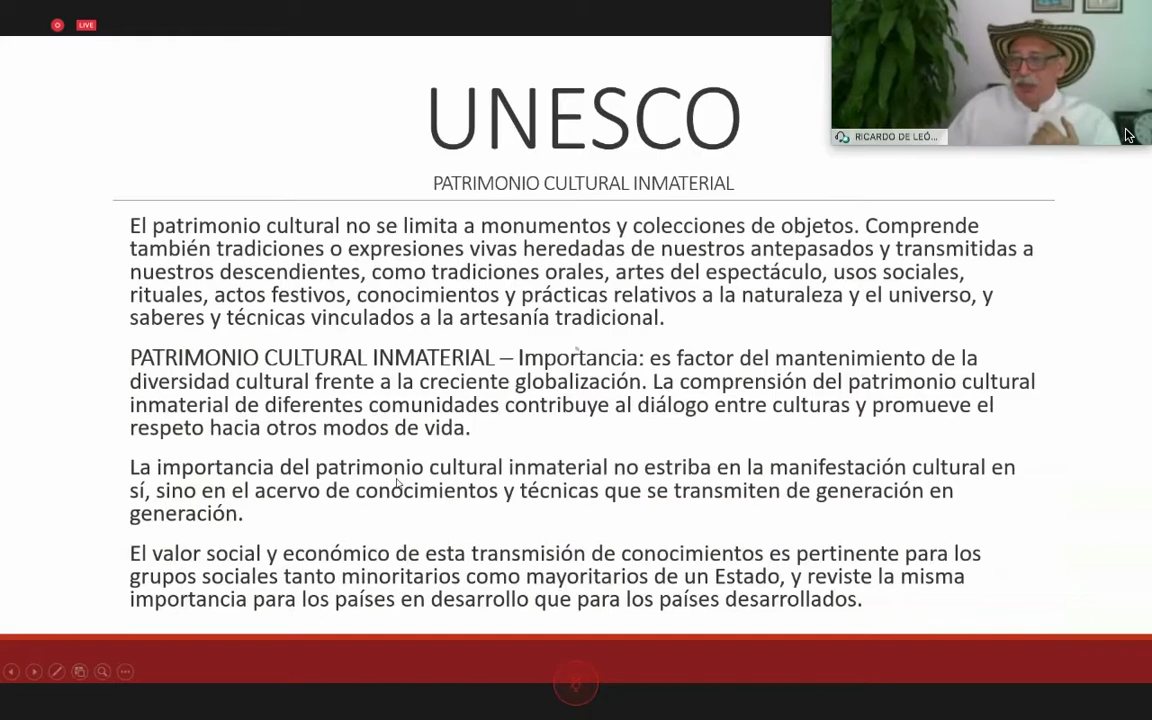 LIVE
RICARDO DE LEÓ...
UNESCO
PATRIMONIO CULTURAL INMATERIAL
El patrimonio cultural no se limita a monumentos y colecciones de objetos. Comprende
también tradiciones o expresiones vivas heredadas de nuestros antepasados y transmitidas a
nuestros descendientes, como tradiciones orales, artes del espectáculo, usos sociales,
rituales, actos festivos, conocimientos y prácticas relativos a la naturaleza y el universo, y
saberes y técnicas vinculados a la artesanía tradicional.
PATRIMONIO CULTURAL INMATERIAL – Importancia: es factor del mantenimiento de la
diversidad cultural frente a la creciente globalización. La comprensión del patrimonio cultural
inmaterial de diferentes comunidades contribuye al diálogo entre culturas y promueve el
respeto hacia otros modos de vida.
La importancia del patrimonio cultural inmaterial no estriba en la manifestación cultural en
sí, sino en el acervo de conocimientos y técnicas que se transmiten de generación en
generación.
El valor social y económico de esta transmisión de conocimientos es pertinente para los
grupos sociales tanto minoritarios como mayoritarios de un Estado, y reviste la misma
importancia para los países en desarrollo que para los países desarrollados.